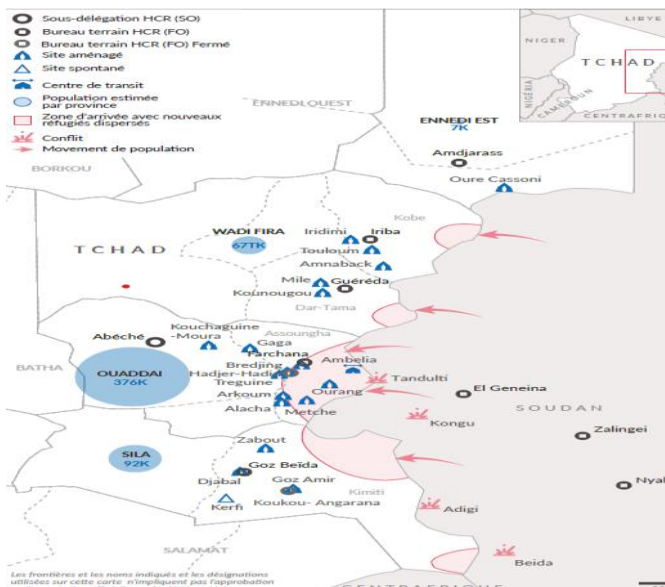 Sous-délégation HCR (SO)
Bureau terrain HCR (FO)
Bureau terrain HCR (FO) Fermé
Site aménagé
Site spontané
Centre de transit
Population estimée
par province
Zone d'arrivée avec nouveaux
réfugiés dispersés
Conflit
Movement de population
LIBYE
NIGER
TCHAD
NIGÉRIA
CAMEROUN
CENTRAFRIQUE
ENNEDI OUEST
ENNEDI EST
7K
Amdjarass
Oure Cassoni
BORKOU
Kobe
WADI FIRA
67TK
Iridimi
Iriba
Touloum
Amnaback
TCHAD
Mile
Guéréda
Kounougou
Dar-Tama
Kouchaguine
-Moura
Abéché
Assoungha
Gaga
Farchana
BATHA
OUADDAI
376K
Bredjing
Ambelia
Hadjer-Hadid
Tandulti
Treguine
Ourang
El Geneina
Arkoum
Alacha
Metche
SOUDAN
Kongu
Zalingei
Zabout
SILA
92K
Goz Beïda
Djabal
Goz Amir
Kimiti
Kerfi
Koukou- Angarana
Nyal
Adigi
SALAMAT
Beida
Les frontières et les noms indiqués et les désignations
utilisées sur cette carte n'impliquent pas l'approbation